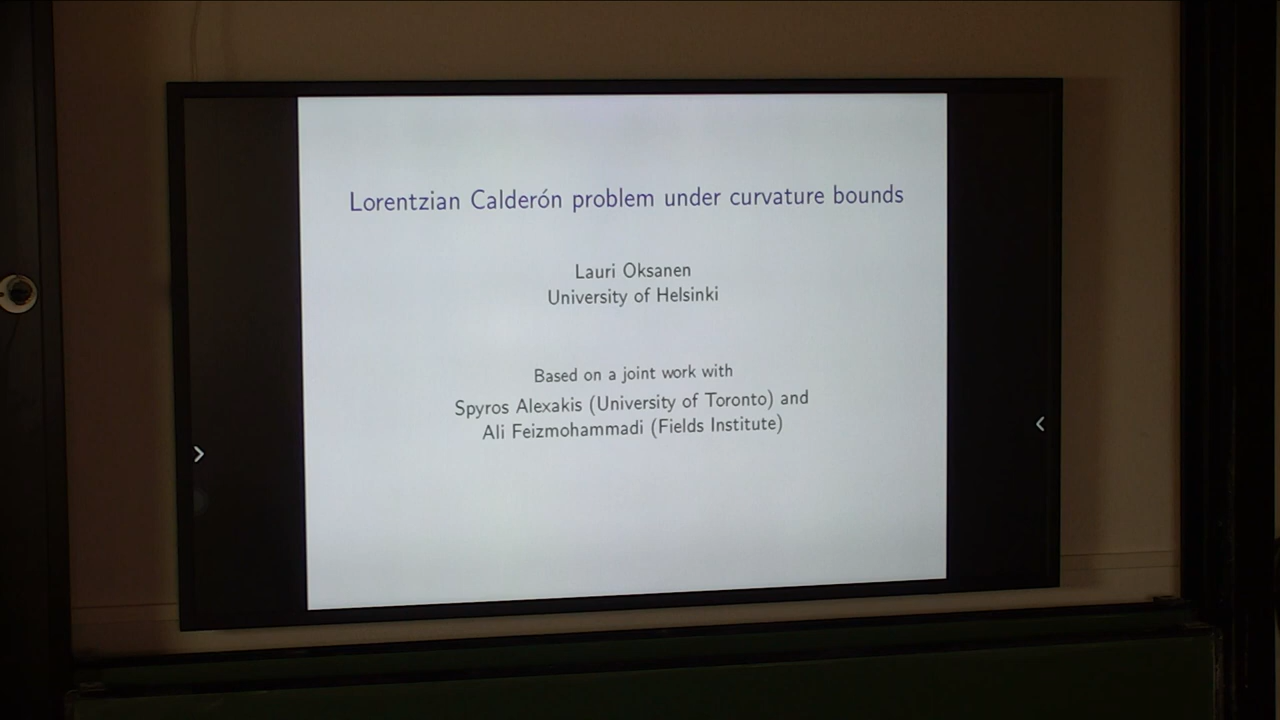 Lorentzian Calderón problem under curvature bounds
Lauri Oksanen
University of Helsinki
Based on a joint work with
Spyros Alexakis (University of Toronto) and
Ali Feizmohammadi (Fields Institute)